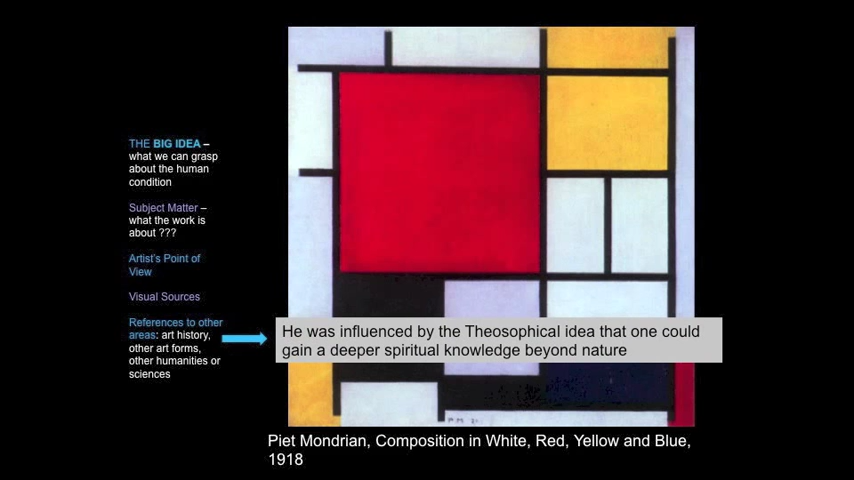 THE BIG IDEA –
what we can grasp
about the human
condition
Subject Matter –
what the work is
about ???
Artist's Point of
View
Visual Sources
References to other
areas: art history,
other art forms,
other humanities or
sciences
He was influenced by the Theosophical idea that one could
gain a deeper spiritual knowledge beyond nature
Piet Mondrian, Composition in White, Red, Yellow and Blue,
1918